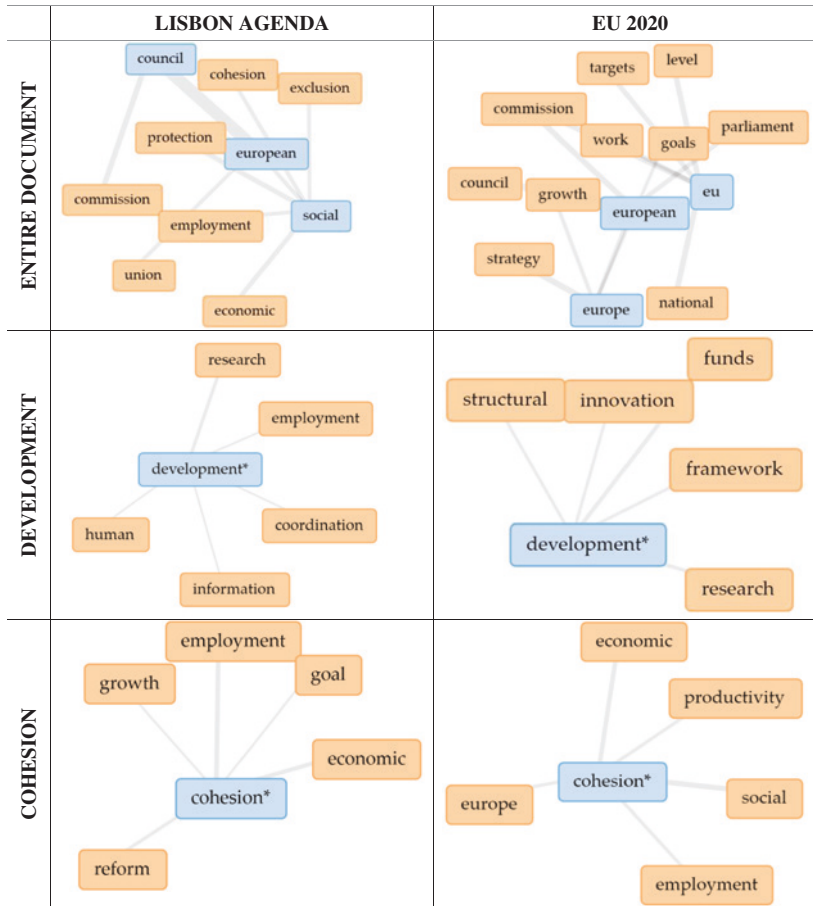 LISBON AGENDA EU 2020
ENTIRE DOCUMENT
council
cohesion
exclusion
protection
european
commission
employment
social
union
economic
targets
level
commission
work
goals
parliament
council
growth
european
eu
strategy
europe
national
DEVELOPMENT
research
employment
development*
human
coordination
information
funds
structural
innovation
framework
development*
research
COHESION
employment
growth
goal
economic
cohesion*
reform
economic
productivity
cohesion*
europe
social
employment